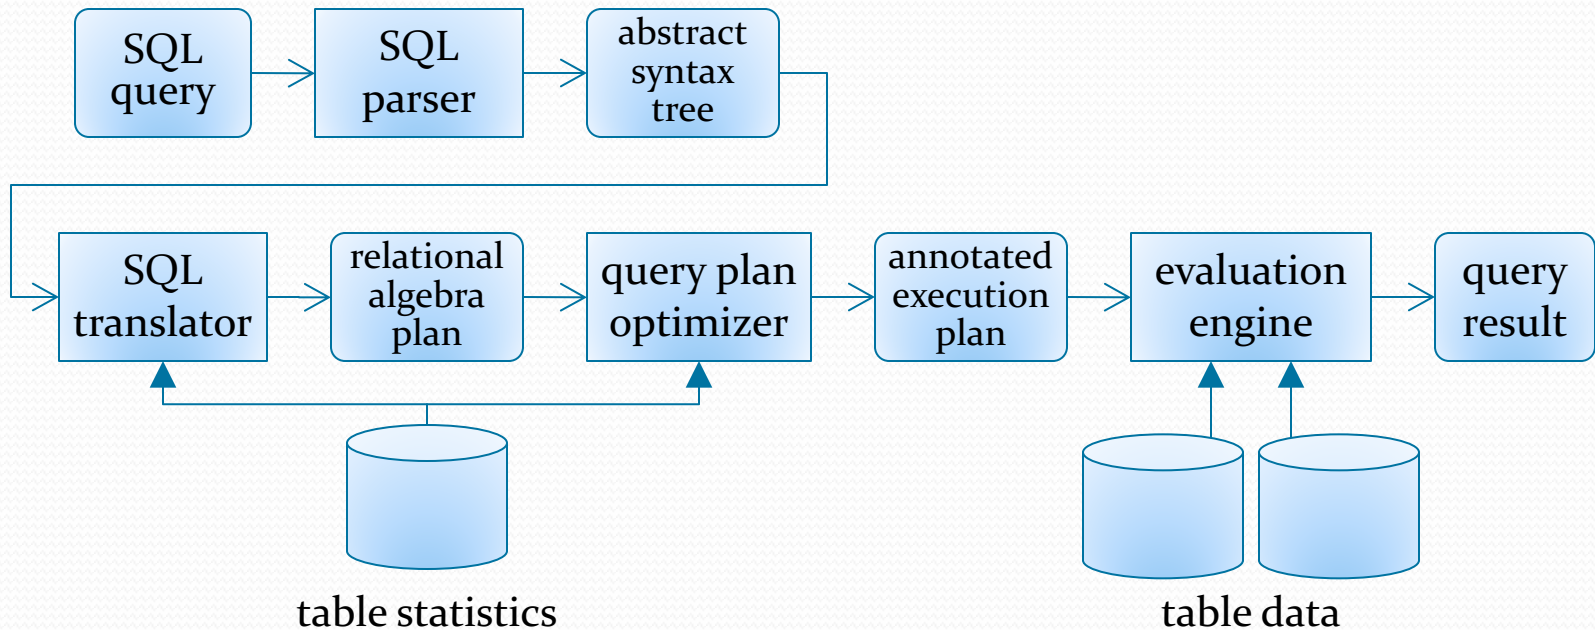 SQL
query
SQL
parser
abstract
syntax
tree
SQL
translator
relational
algebra
plan
query plan
optimizer
annotated
execution
plan
evaluation
engine
query
result
table statistics
table data